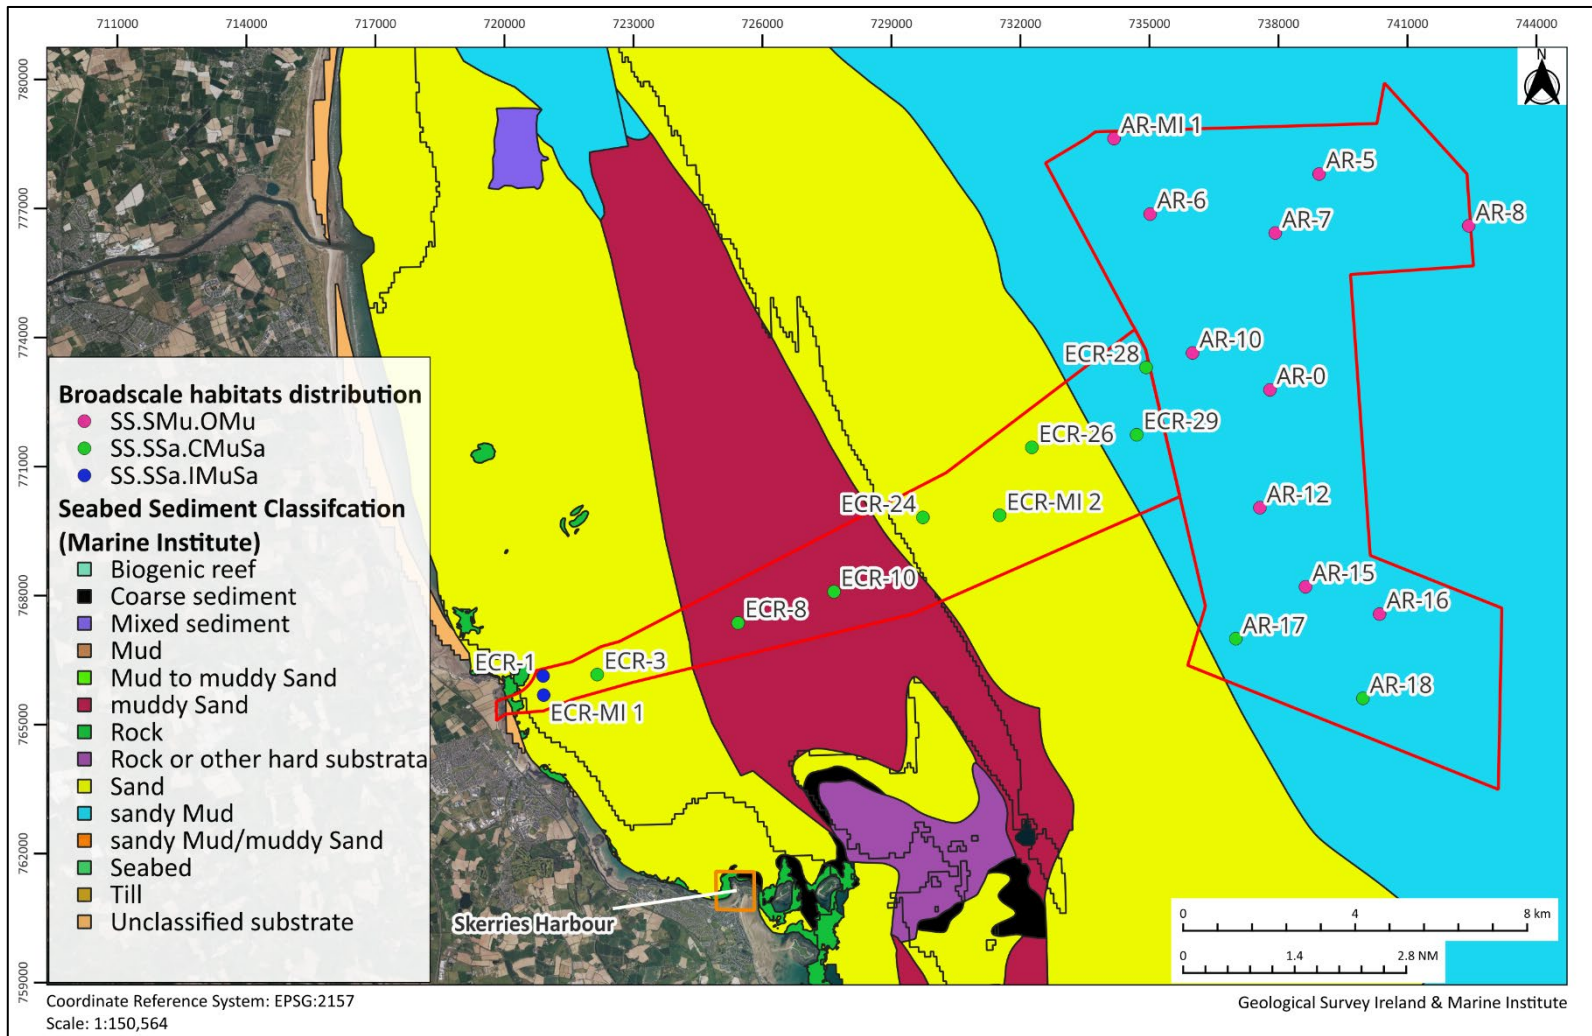 711000 714000 717000 720000 723000 726000 729000 732000 735000 738000 741000 744000
780000
777000
774000
771000
768000
765000
762000
759000
N
AR-MI 1
AR-5
AR-6
AR-7
AR-8
AR-10
AR-0
ECR-28
ECR-29
ECR-26
ECR-24
ECR-MI 2
AR-12
ECR-10
ECR-8
AR-15
AR-16
AR-17
AR-18
ECR-1
ECR-3
ECR-MI 1
Skerries Harbour
Broadscale habitats distribution
SS.SMu.OMu
SS.SSa.CMuSa
SS.SSa.IMuSa
Seabed Sediment Classifcation
(Marine Institute)
Biogenic reef
Coarse sediment
Mixed sediment
Mud
Mud to muddy Sand
muddy Sand
Rock
Rock or other hard substrata
Sand
sandy Mud
sandy Mud/muddy Sand
Seabed
Till
Unclassified substrate
0 4 8 km
0 1.4 2.8 NM
Coordinate Reference System: EPSG:2157
Scale: 1:150,564
Geological Survey Ireland & Marine Institute